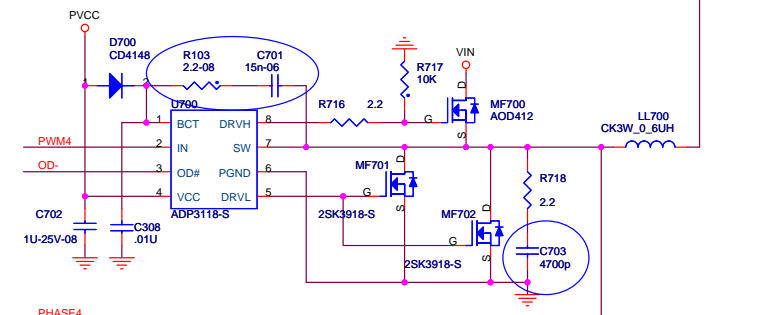 PVCC
D700
CD4148
R103
2.2-08
C701
15n-06
R717
10K
VIN
1
2
U700
R716
2.2
D
G
S
MF700
AOD412
LL700
CK3W_0_6UH
1
BCT
DRVH
8
PWM4
2
IN
SW
7
OD-
3
OD#
PGND
6
4
VCC
DRVL
5
ADP3118-S
MF701
D
G
S
2SK3918-S
R718
2.2
MF702
D
G
S
2SK3918-S
C702
1U-25V-08
C308
.01U
C703
4700p
PHASE4